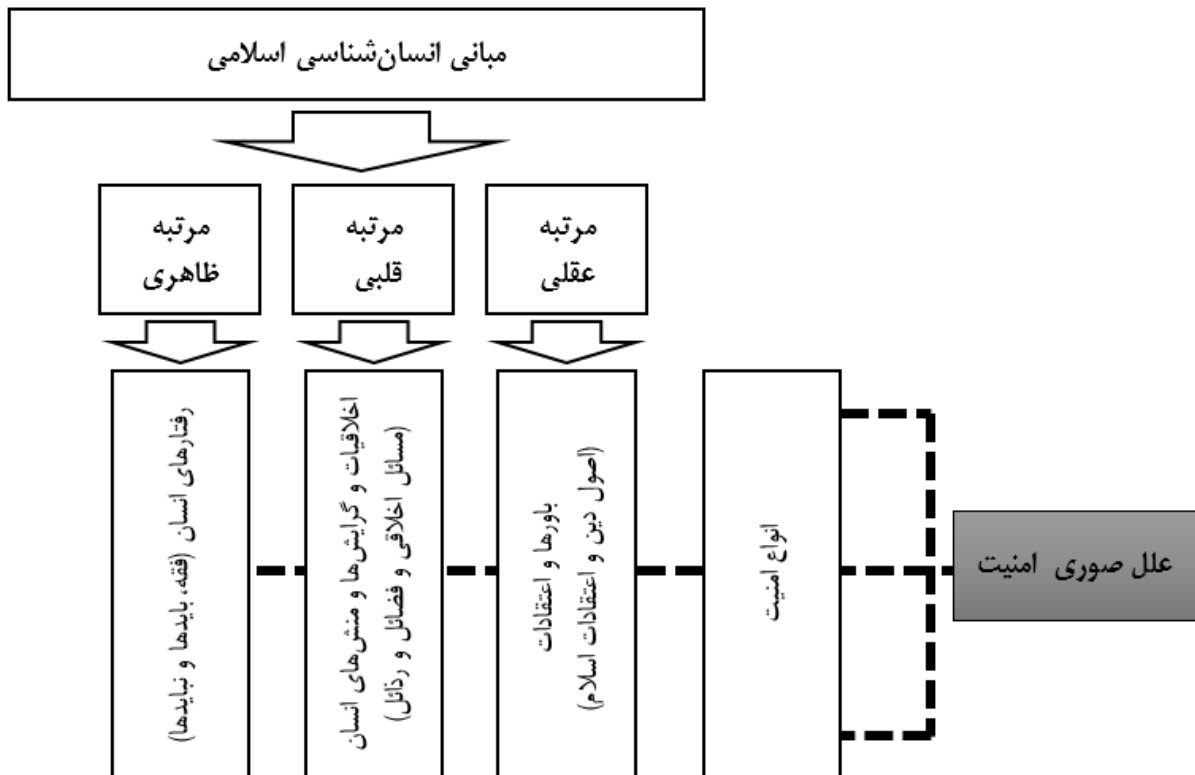 مبانی انسان‌شناسی اسلامی
مرتبه
عقلی
مرتبه
قلبی
مرتبه
ظاهری
علل صوری امنیت
انواع امنیت
باورها و اعتقادات
(اصول دین و اعتقادات اسلام)
اخلاقیات و گرایش‌ها و منش‌های انسان
(مسائل اخلاقی و فضائل و رذائل)
رفتارهای انسان (فقه، بایدها و نبایدها)